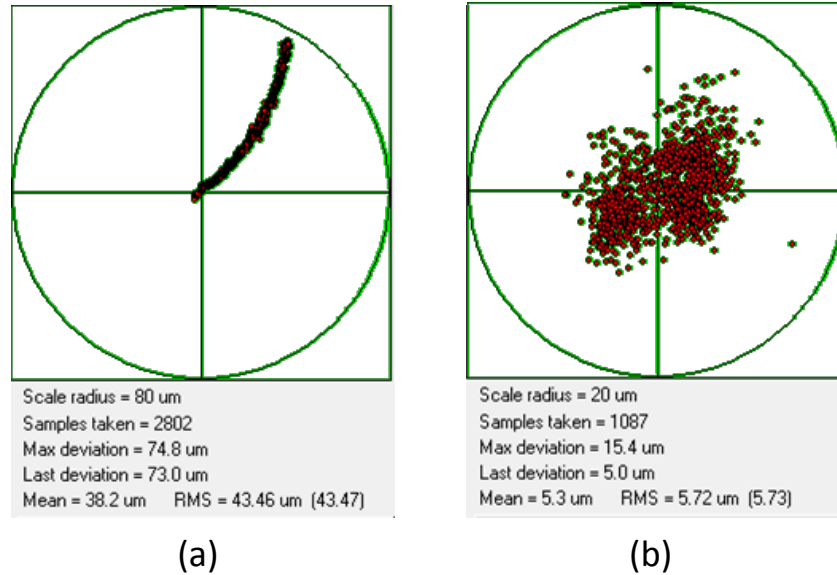 Scale radius = 80 um
Samples taken = 2802
Max deviation = 74.8 um
Last deviation = 73.0 um
Mean = 38.2 um RMS = 43.46 um (43.47)
(a)
Scale radius = 20 um
Samples taken = 1087
Max deviation = 15.4 um
Last deviation = 5.0 um
Mean = 5.3 um RMS = 5.72 um (5.73)
(b)